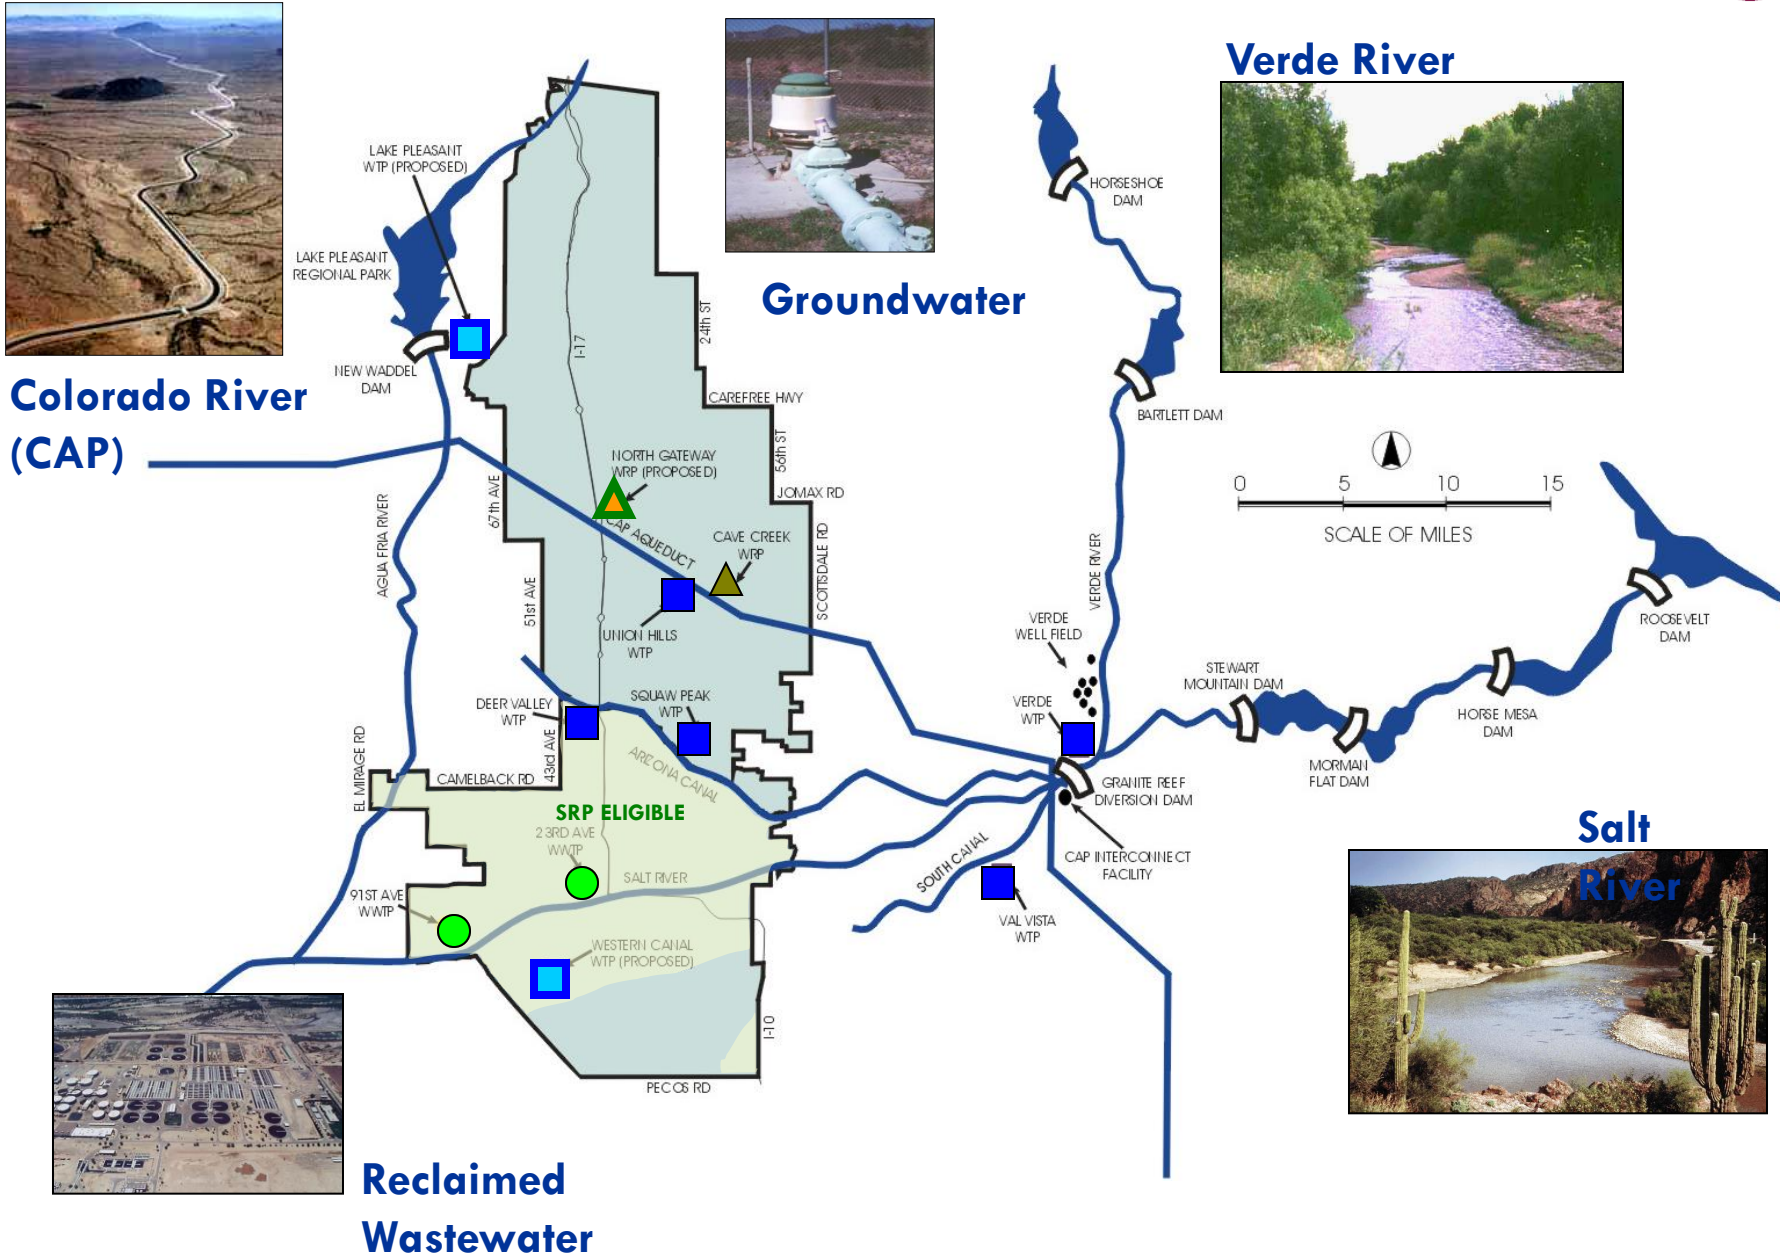 Verde River
LAKE PLEASANT
WTP (PROPOSED)
HORSESHOE
DAM
LAKE PLEASANT
REGIONAL PARK
Groundwater
24th ST
I-17
NEW WADDEL
DAM
Colorado River
(CAP)
CAREFREE HWY
BARTLETT DAM
56th ST
NORTH GATEWAY
WRP (PROPOSED)
JOMAX RD
0 5 10 15
SCALE OF MILES
67th AVE
CAP AQUEDUCT
CAVE CREEK
WRP
SCOTTSDALE RD
AGUA FRIA RIVER
VERDE RIVER
51st AVE
UNION HILLS
WTP
VERDE
WELL FIELD
ROOSEVELT
DAM
STEWART
MOUNTAIN DAM
DEER VALLEY
WTP
SQUAW PEAK
WTP
VERDE
WTP
HORSE MESA
DAM
EL MIRAGE RD
43rd AVE
CAMELBACK RD
ARIZONA CANAL
GRANITE REEF
DIVERSION DAM
MORMAN
FLAT DAM
SRP ELIGIBLE
23RD AVE
WWTP
SOUTH CANAL
CAP INTERCONNECT
FACILITY
Salt
River
SALT RIVER
91ST AVE
WWTP
VAL VISTA
WTP
WESTERN CANAL
WTP (PROPOSED)
I-10
PECOS RD
Reclaimed
Wastewater